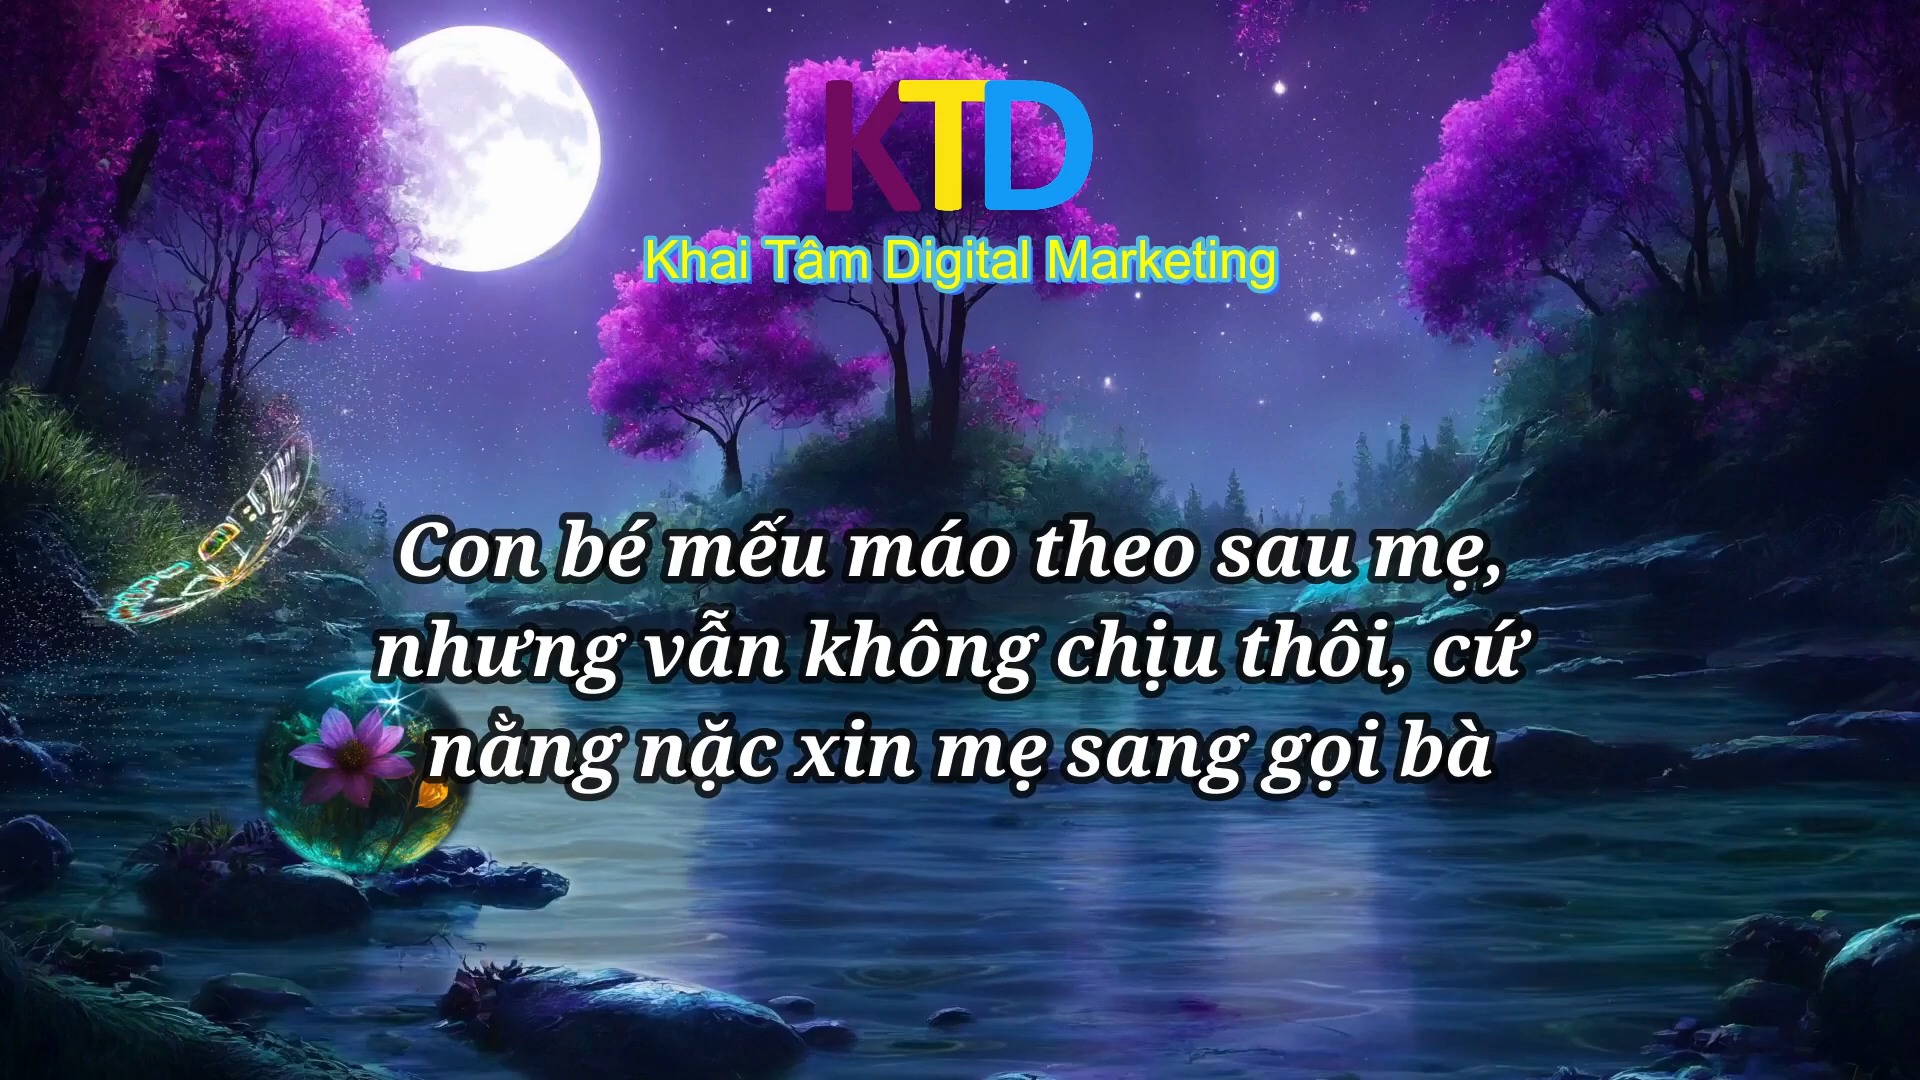 KTD
Khai Tâm Digital Marketing
Con bé mếu máo theo sau mẹ,
nhưng vẫn không chịu thôi, cứ
nằng nặc xin mẹ sang gọi bà